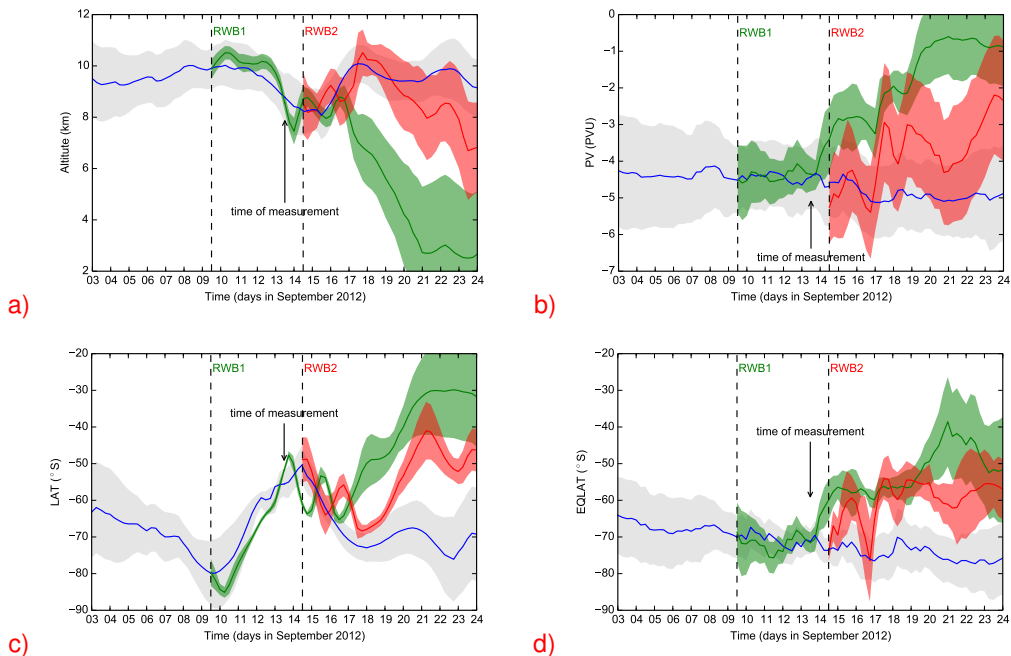 RWB1 RWB2
12
10
8
6
4
2
Altitute (km)
time of measurement
03 04 05 06 07 08 09 10 11 12 13 14 15 16 17 18 19 20 21 22 23 24
Time (days in September 2012)
a)
RWB1 RWB2
0
−1
−2
−3
−4
−5
−6
−7
PV (PVU)
time of measurement
03 04 05 06 07 08 09 10 11 12 13 14 15 16 17 18 19 20 21 22 23 24
Time (days in September 2012)
b)
RWB1 RWB2
−20
−30
−40
−50
−60
−70
−80
−90
LAT (°S)
time of measurement
03 04 05 06 07 08 09 10 11 12 13 14 15 16 17 18 19 20 21 22 23 24
Time (days in September 2012)
c)
RWB1 RWB2
−20
−30
−40
−50
−60
−70
−80
−90
EQLAT (°S)
time of measurement
03 04 05 06 07 08 09 10 11 12 13 14 15 16 17 18 19 20 21 22 23 24
Time (days in September 2012)
d)